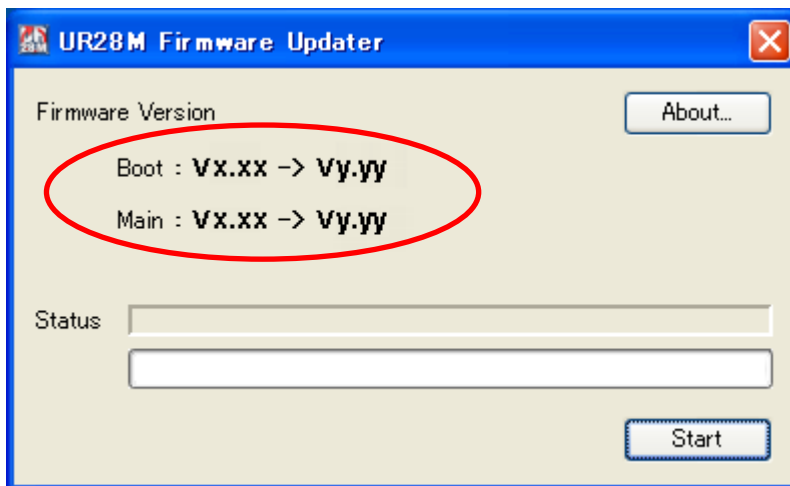 UR28M Firmware Updater
Firmware Version
About...
Boot : Vx.xx -> Vy.yy
Main : Vx.xx -> Vy.yy
Status
Start